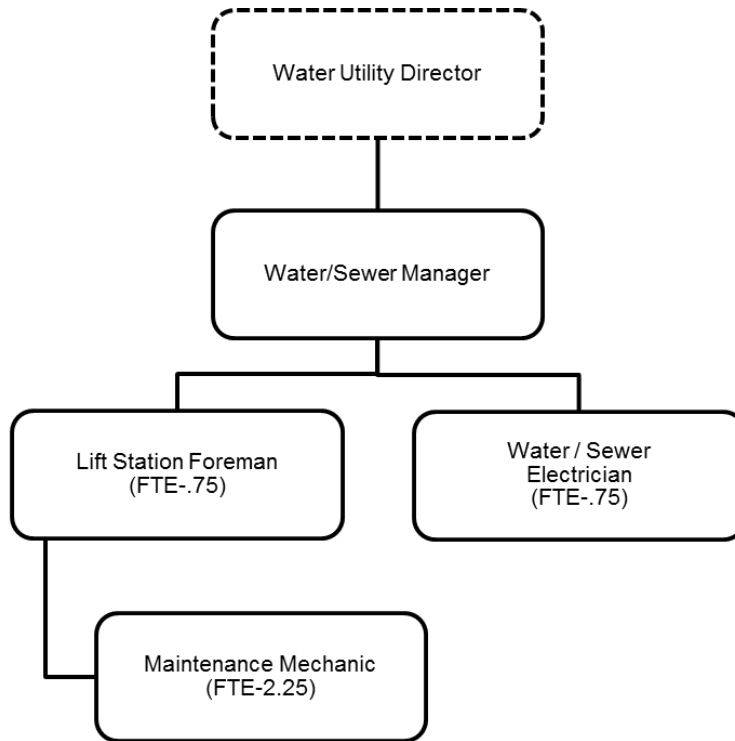 Water Utility Director
Water/Sewer Manager
Lift Station Foreman
(FTE-.75)
Water / Sewer
Electrician
(FTE-.75)
Maintenance Mechanic
(FTE-2.25)